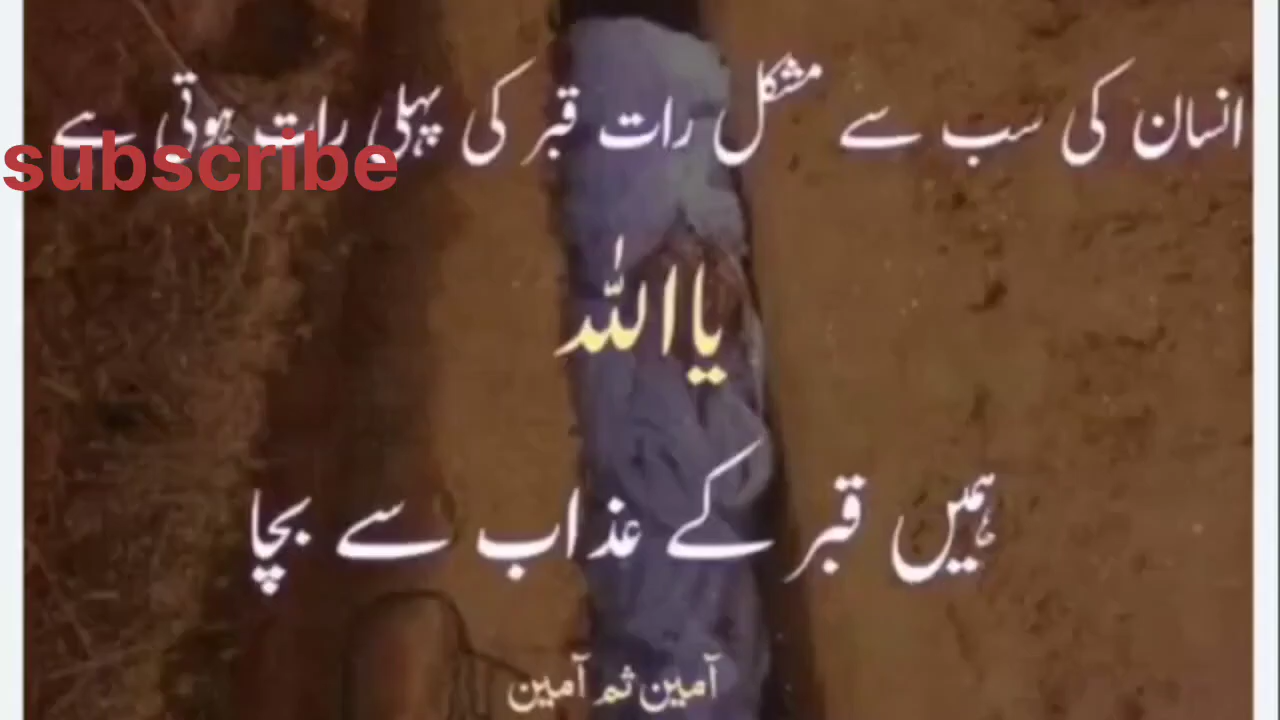 انسان کی سب سے مشکل رات قبر کی پہلی رات ہوتی ہے
subscribe
یا اللہ
ہمیں قبر کے عذاب سے بچا
آمین ثم آمین